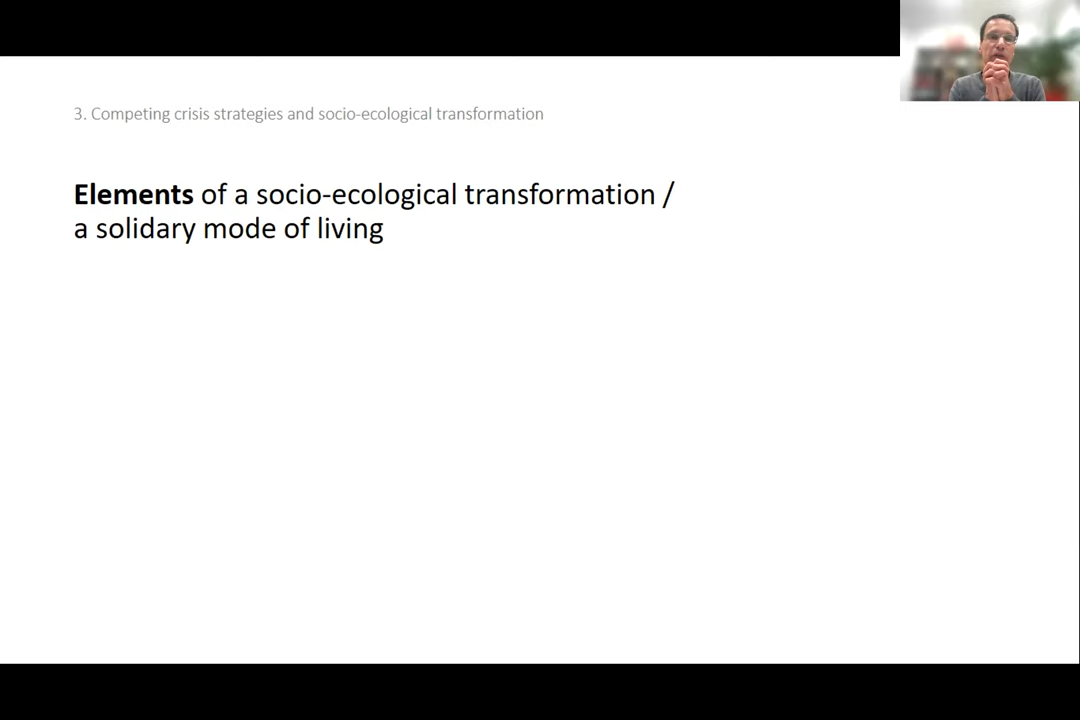 3. Competing crisis strategies and socio-ecological transformation
Elements of a socio-ecological transformation /
a solidary mode of living